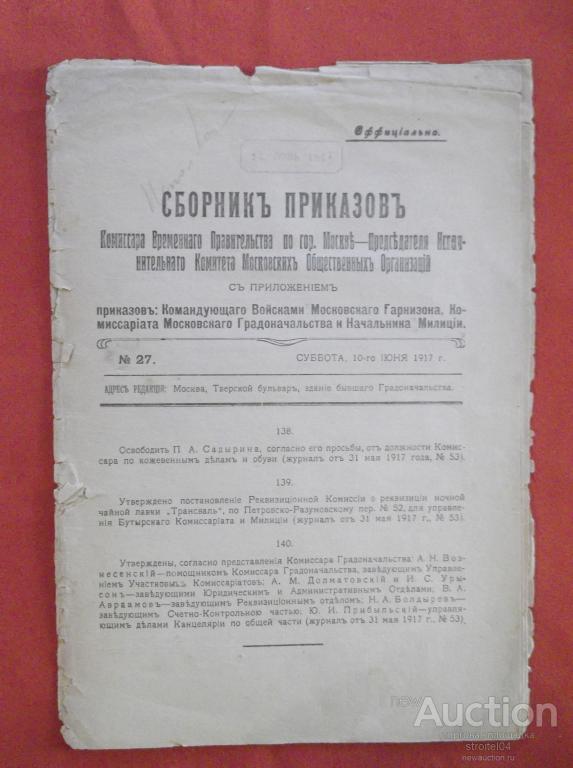 Оффиціально.
СБОРНИКЪ ПРИКАЗОВЪ
Комиссара Временнаго Правительства по гор. Москвѣ—Предсѣдателя Испол-
нительнаго Комитета Московскихъ Общественныхъ Организацій
СЪ ПРИЛОЖЕНІЕМЪ
приказовъ: Командующаго Войсками Московскаго Гарнизона, Ко-
миссаріата Московскаго Градоначальства и Начальника Милиціи.
№ 27.
СУББОТА, 10-го ІЮНЯ 1917 г.
АДРЕСЪ РЕДАКЦІИ: Москва, Тверской бульваръ, зданіе бывшаго Градоначальства.
138.
Освободить П. А. Садырина, согласно его просьбы, отъ должности Комис-
сара по кожевеннымъ дѣламъ и обуви (журналъ отъ 31 мая 1917 года, № 53).
139.
Утверждено постановленіе Реквизиціонной Комиссіи о реквизиціи ночной
чайной лавки „Трансваль“, по Петровско-Разумовскому пер. № 52, для управле-
нія Бутырскаго Комиссаріата и Милиціи (журналъ отъ 31 мая 1917 г., № 53).
140.
Утверждены, согласно представленія Комиссара Градоначальства: А. Н. Воз-
несенскій—помощникомъ Комиссара Градоначальства, завѣдующимъ Управле-
ніемъ Участковыхъ Комиссаріатовъ; А. М. Долматовскій и И. С. Уры-
сонъ—завѣдующими Юридическимъ и Административнымъ Отдѣлами; В. А.
Авраамовъ—завѣдующимъ Реквизиціоннымъ отдѣломъ; Н. А. Болдыревъ—
завѣдующимъ Счетно-Контрольною частью; Ю. И. Прибыльскій—управляю-
щимъ дѣлами Канцеляріи по общей части (журналъ отъ 31 мая 1917 г., № 53).
new
Auction
торговая площадка
stroitel04
newauction.ru